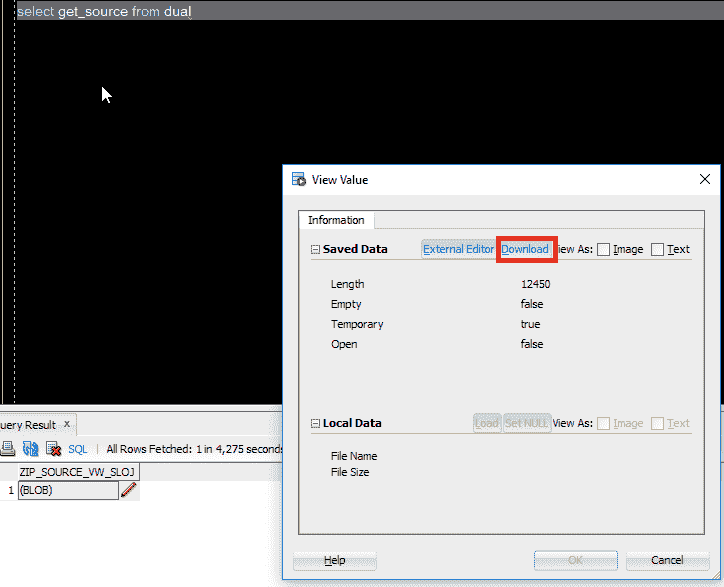 select get_source from dual
View Value
Information
Saved Data External Editor Download View As: Image Text
Length 12450
Empty false
Temporary true
Open false
Local Data Load Set NULL View As: Image Text
File Name
File Size
Help OK Cancel
uery Result x
SQL | All Rows Fetched: 1 in 4,275 seconds
ZIP_SOURCE_VW_SLOJ
1 (BLOB)